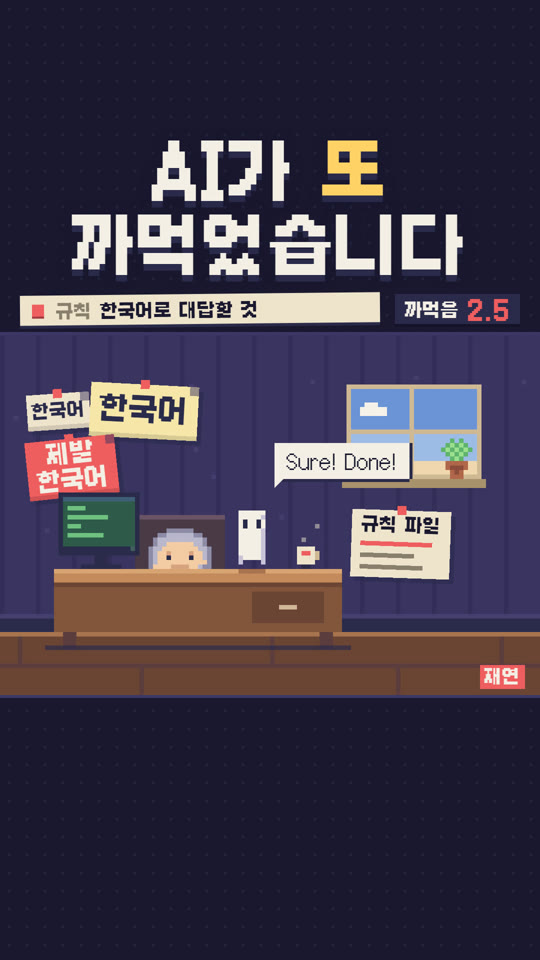 AI가 또
까먹었습니다
규칙 한국어로 대답할 것
까먹음 2.5
한국어
한국어
제발
한국어
Sure! Done!
규칙 파일
재연